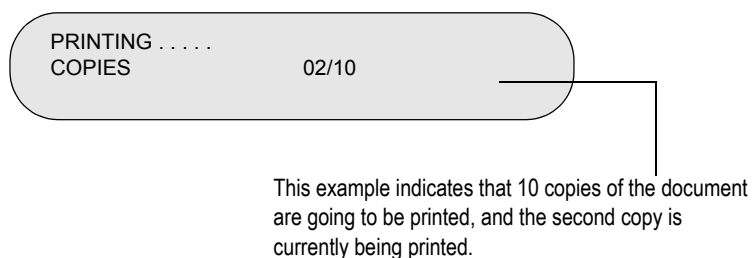 PRINTING . . . . .
COPIES 02/10
This example indicates that 10 copies of the document
are going to be printed, and the second copy is
currently being printed.